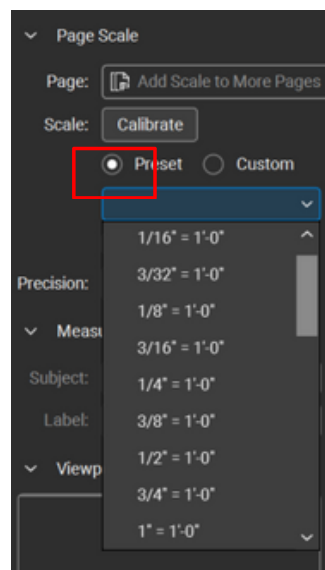 Page Scale
Page: Add Scale to More Pages
Scale: Calibrate
Preset Custom
1/16" = 1'-0"
3/32" = 1'-0"
Precision:
1/8" = 1'-0"
Measu
3/16" = 1'-0"
Subject:
1/4" = 1'-0"
Label:
3/8" = 1'-0"
1/2" = 1'-0"
Viewp
3/4" = 1'-0"
1" = 1'-0"